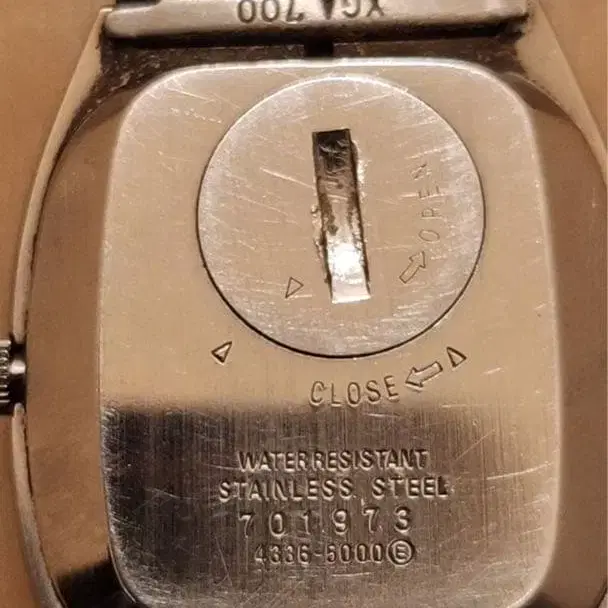 XGA 700
OPEN
CLOSE
WATER RESISTANT
STAINLESS STEEL
701973
4336-5000 E